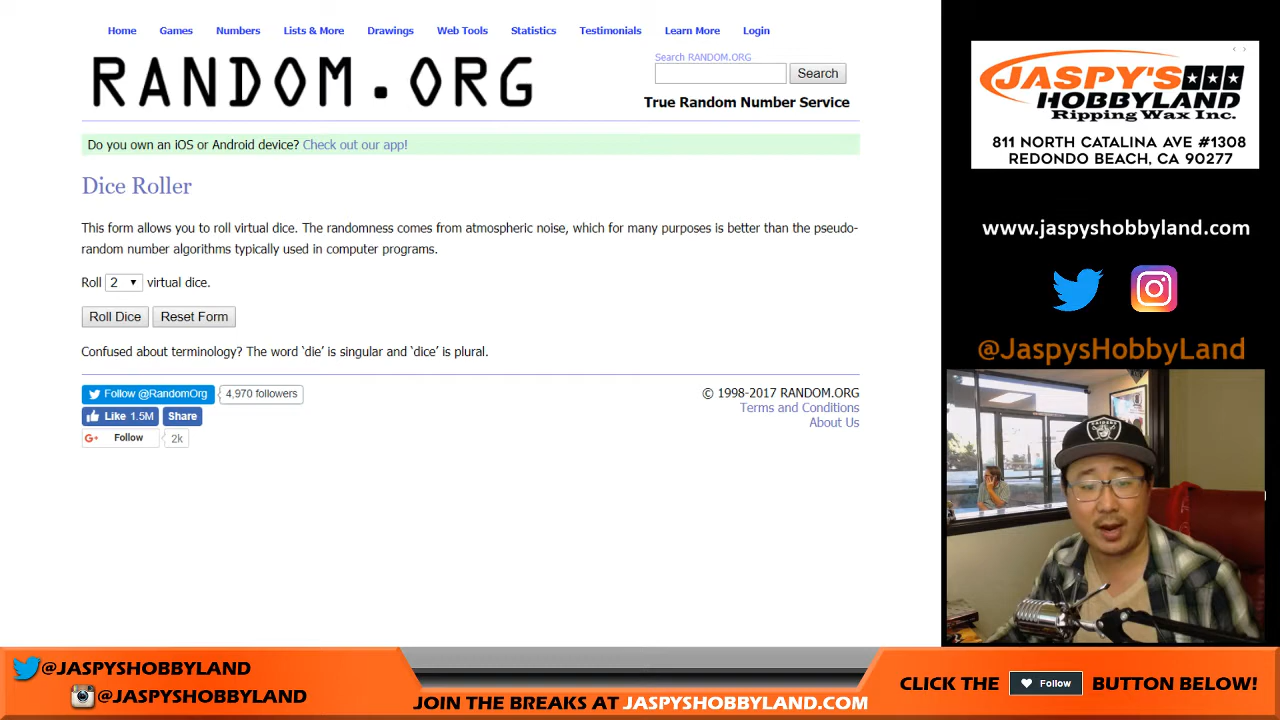 Home Games Numbers Lists & More Drawings Web Tools Statistics Testimonials Learn More Login
RANDOM.ORG
Search RANDOM.ORG
Search
True Random Number Service
Do you own an iOS or Android device? Check out our app!
Dice Roller
This form allows you to roll virtual dice. The randomness comes from atmospheric noise, which for many purposes is better than the pseudo-
random number algorithms typically used in computer programs.
Roll 2 virtual dice.
Roll Dice Reset Form
Confused about terminology? The word ‘die’ is singular and ‘dice’ is plural.
Follow @RandomOrg 4,970 followers
Like 1.5M Share
G+ Follow 2k
© 1998-2017 RANDOM.ORG
Terms and Conditions
About Us
JASPY'S
HOBBYLAND
Ripping Wax Inc.
811 NORTH CATALINA AVE #1308
REDONDO BEACH, CA 90277
www.jaspyshobbyland.com
@JaspysHobbyLand
RAIDERS
@JASPYSHOBBYLAND
@JASPYSHOBBYLAND
JOIN THE BREAKS AT JASPYSHOBBYLAND.COM
CLICK THE Follow BUTTON BELOW!